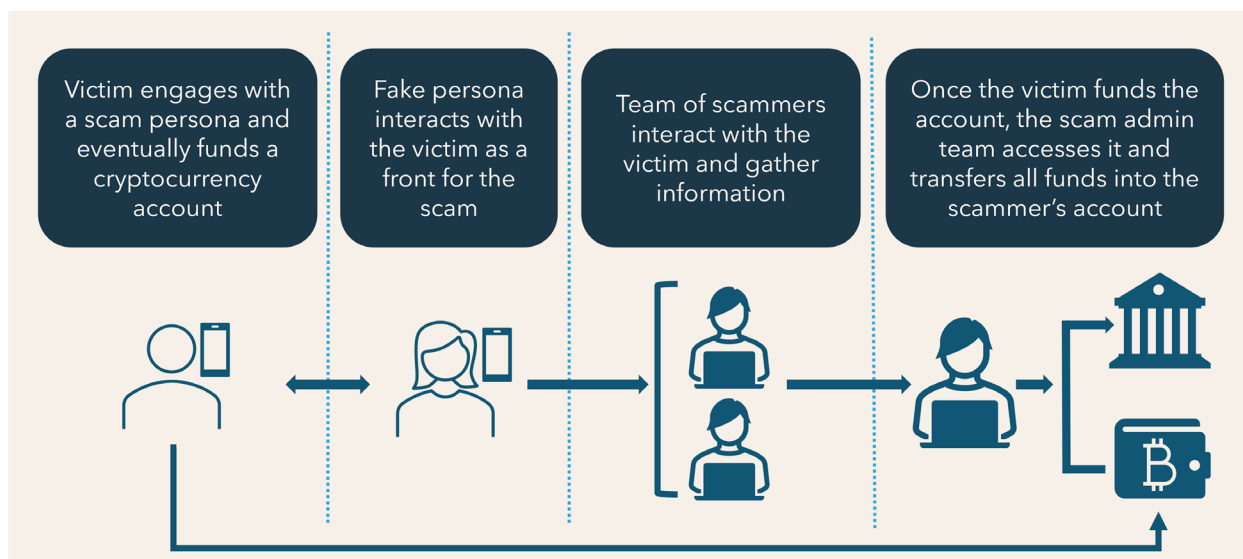 Victim engages with
a scam persona and
eventually funds a
cryptocurrency
account
Fake persona
interacts with
the victim as a
front for the
scam
Team of scammers
interact with the
victim and gather
information
Once the victim funds the
account, the scam admin
team accesses it and
transfers all funds into the
scammer’s account